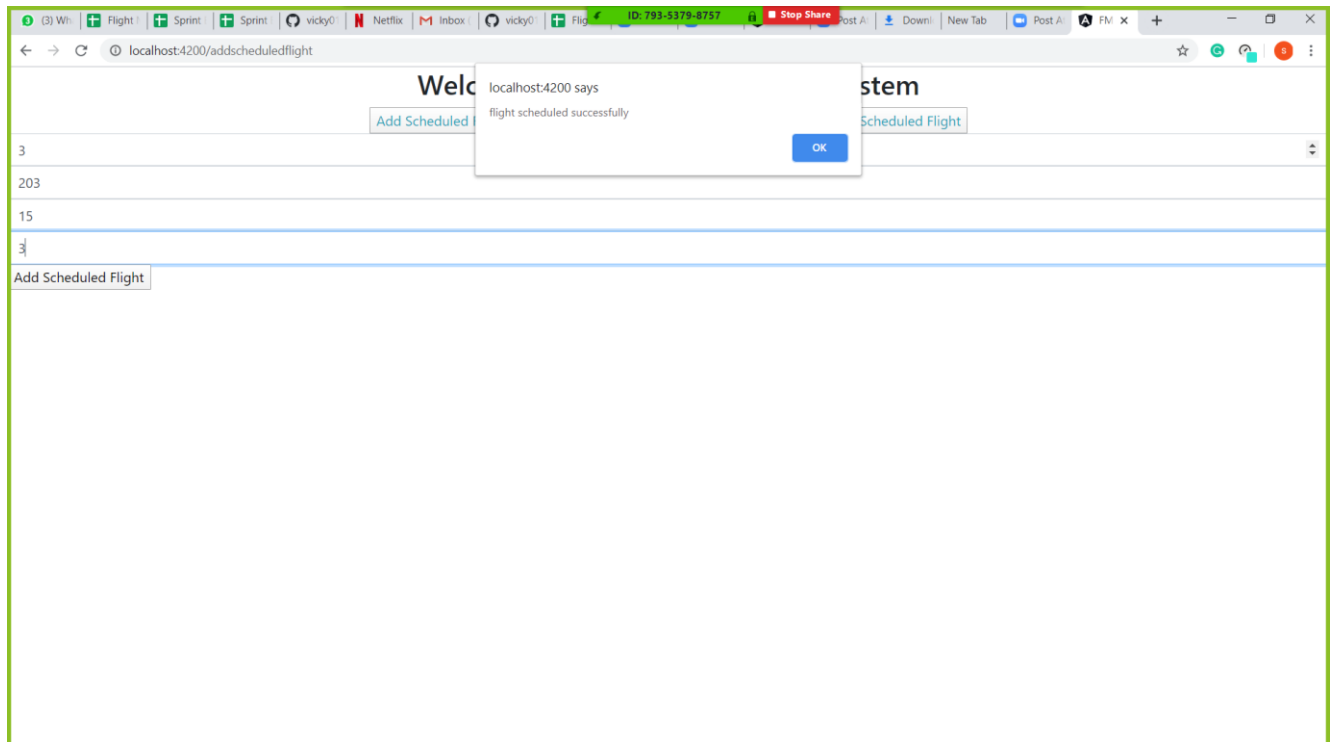 (3) Wh Flight Sprint Sprint vicky0 Netflix Inbox ( vicky0 Flig ID: 793-5379-8757 Stop Share Post A Downl New Tab Post A FM
localhost:4200/addscheduledflight s
Welc stem
localhost:4200 says
flight scheduled successfully
Add Scheduled Scheduled Flight
OK
3
203
15
3
Add Scheduled Flight